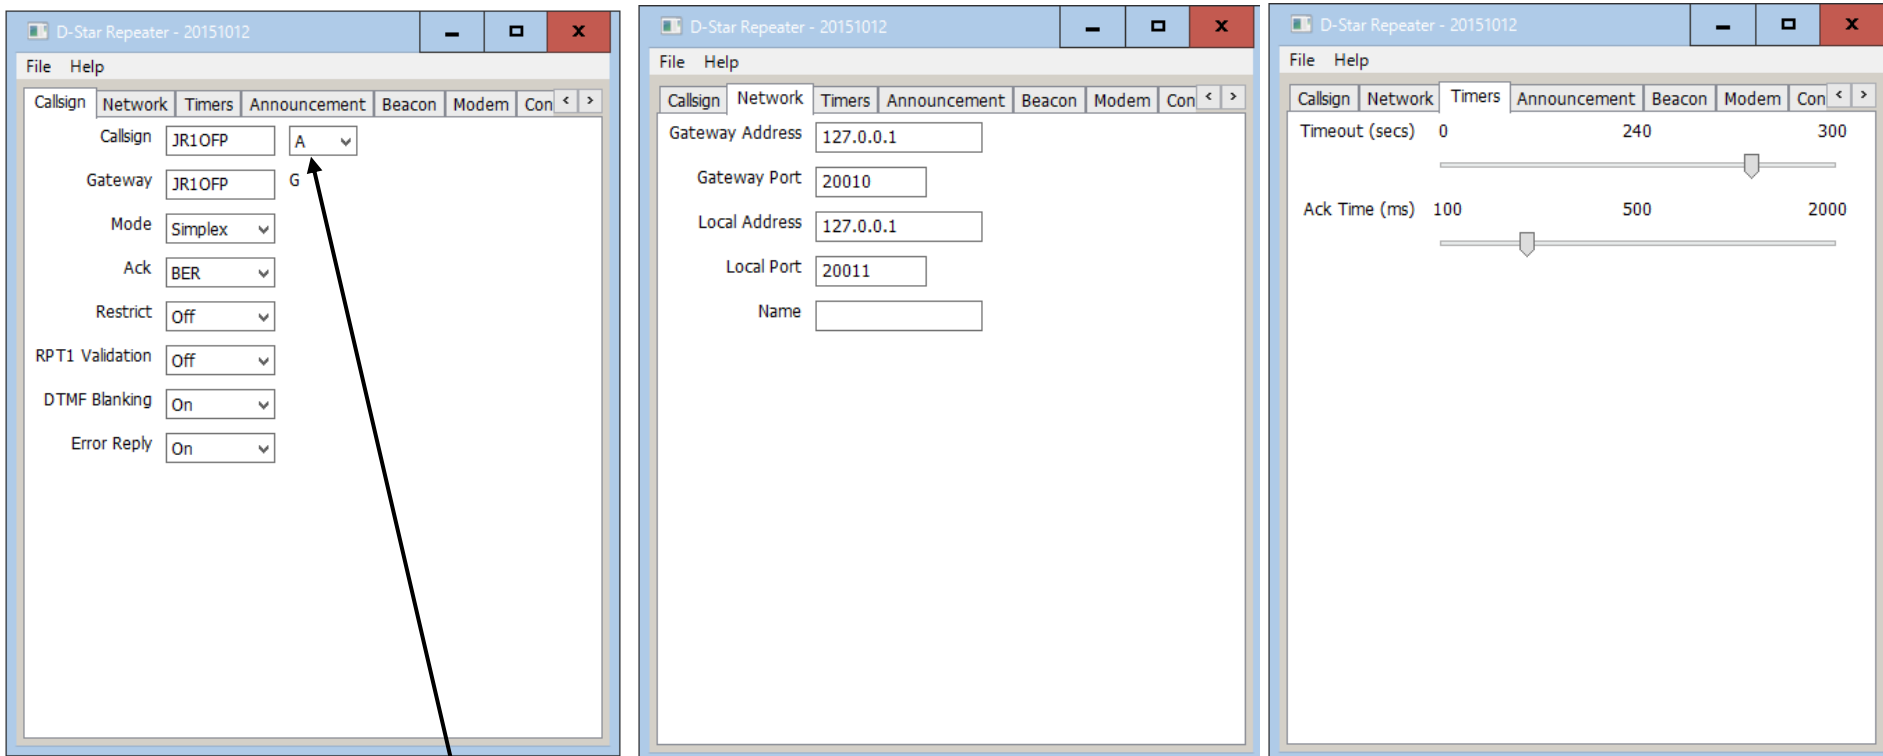 D-Star Repeater - 20151012
File Help
Callsign Network Timers Announcement Beacon Modem Con
Callsign JR1OFP A
Gateway JR1OFP G
Mode Simplex
Ack BER
Restrict Off
RPT1 Validation Off
DTMF Blanking On
Error Reply On
D-Star Repeater - 20151012
File Help
Callsign Network Timers Announcement Beacon Modem Con
Gateway Address 127.0.0.1
Gateway Port 20010
Local Address 127.0.0.1
Local Port 20011
Name
D-Star Repeater - 20151012
File Help
Callsign Network Timers Announcement Beacon Modem Con
Timeout (secs) 0 240 300
Ack Time (ms) 100 500 2000